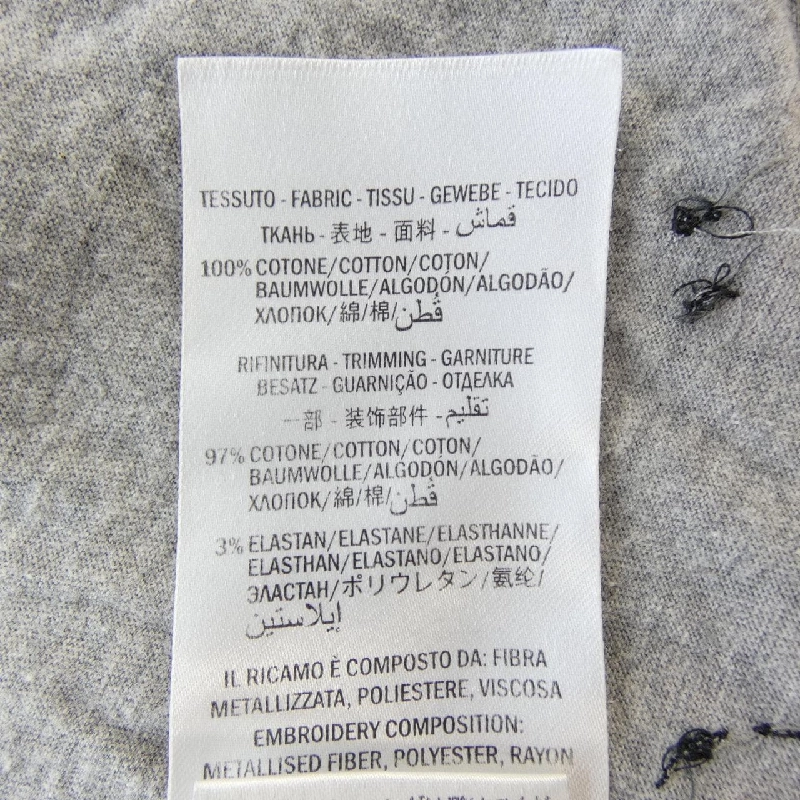 TESSUTO - FABRIC - TISSU - GEWEBE - TECIDO
ТКАНЬ - 表地 - 面料 - قماش
100% COTONE/COTTON/COTON/
BAUMWOLLE/ALGODÓN/ALGODÃO/
ХЛОПОК/綿/棉/قطن
RIFINITURA - TRIMMING - GARNITURE
BESATZ - GUARNIÇÃO - ОТДЕЛКА
一部 - 装饰部件 - تقليم
97% COTONE/COTTON/COTON/
BAUMWOLLE/ALGODÓN/ALGODÃO/
ХЛОПОК/綿/棉/قطن
3% ELASTAN/ELASTANE/ELASTHANNE/
ELASTHAN/ELASTANO/ELASTANO/
ЭЛАСТАН/ポリウレタン/氨纶/
إيلاستين
IL RICAMO È COMPOSTO DA: FIBRA
METALLIZZATA, POLIESTERE, VISCOSA
EMBROIDERY COMPOSITION:
METALLISED FIBER, POLYESTER, RAYON